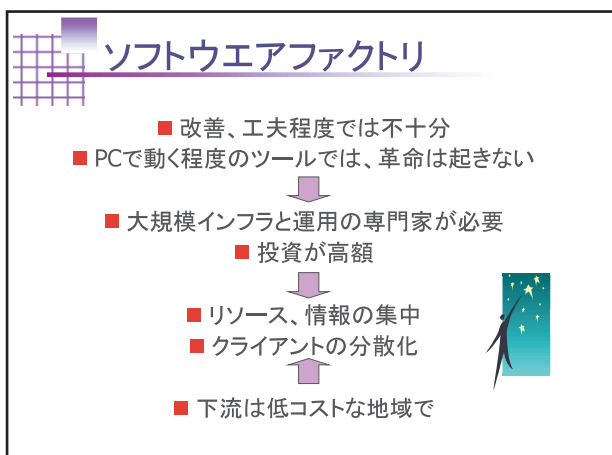 ソフトウエアファクトリ
改善、工夫程度では不十分
PCで動く程度のツールでは、革命は起きない
大規模インフラと運用の専門家が必要
投資が高額
リソース、情報の集中
クライアントの分散化
下流は低コストな地域で